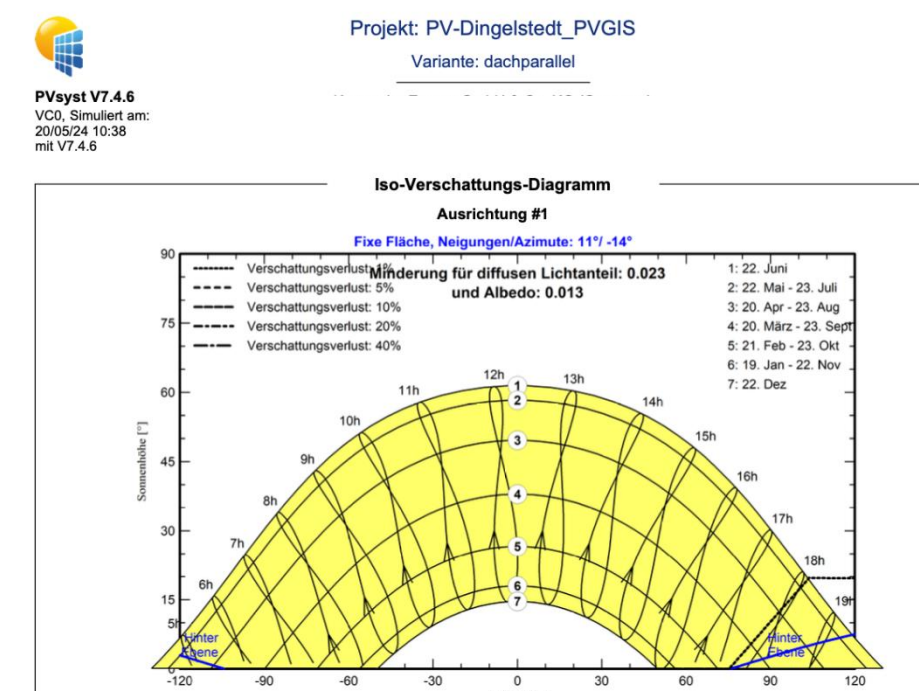 Projekt: PV-Dingelstedt_PVGIS
Variante: dachparallel
PVsyst V7.4.6
VC0, Simuliert am:
20/05/24 10:38
mit V7.4.6
Iso-Verschattungs-Diagramm
Ausrichtung #1
Fixe Fläche, Neigungen/Azimute: 11°/ -14°
Verschattungsverlust: 1%
Verschattungsverlust: 5%
Verschattungsverlust: 10%
Verschattungsverlust: 20%
Verschattungsverlust: 40%
Minderung für diffusen Lichtanteil: 0.023
und Albedo: 0.013
1: 22. Juni
2: 22. Mai - 23. Juli
3: 20. Apr - 23. Aug
4: 20. März - 23. Sept
5: 21. Feb - 23. Okt
6: 19. Jan - 22. Nov
7: 22. Dez
90
75
60
45
30
15
0
Sonnenhöhe [°]
5h
6h
7h
8h
9h
10h
11h
12h
13h
14h
15h
16h
17h
18h
19h
1
2
3
4
5
6
7
Hinter
Ebene
Hinter
Ebene
-120
-90
-60
-30
0
30
60
90
120